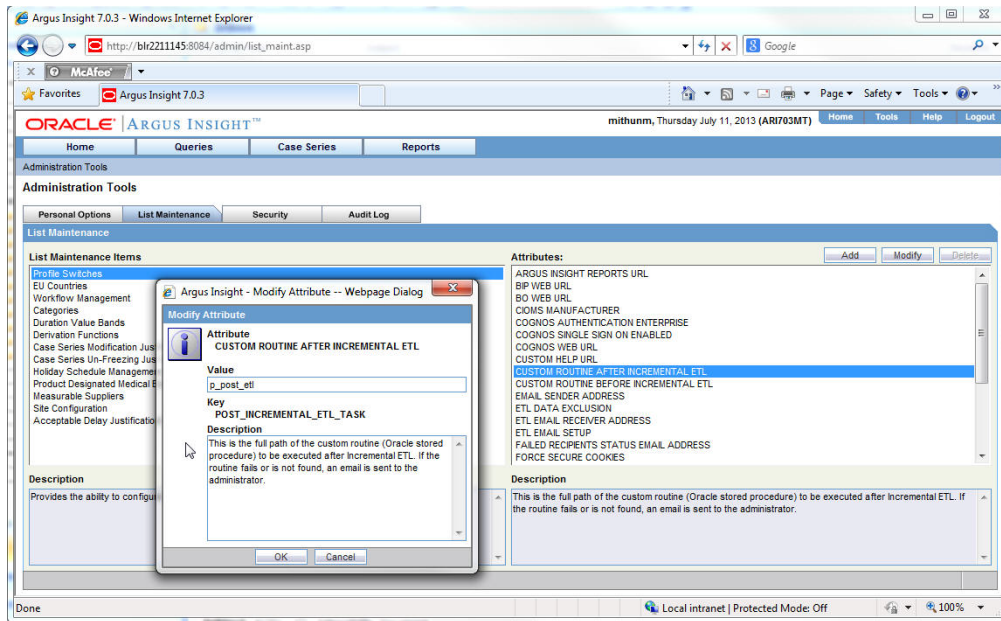 Argus Insight 7.0.3 - Windows Internet Explorer
http://blr2211145:8084/admin/list_maint.asp
Google
McAfee
Favorites
Argus Insight 7.0.3
Page Safety Tools
ORACLE ARGUS INSIGHT™
mithunm, Thursday July 11, 2013 (ARI703MT)
Home Tools Help Logout
Home Queries Case Series Reports
Administration Tools
Administration Tools
Personal Options List Maintenance Security Audit Log
List Maintenance
List Maintenance Items
Profile Switches
EU Countries
Workflow Management
Categories
Duration Value Bands
Derivation Functions
Case Series Modification Jus
Case Series Un-Freezing Jus
Holiday Schedule Manageme
Product Designated Medical E
Measurable Suppliers
Site Configuration
Acceptable Delay Justificatio
Description
Provides the ability to configu
Argus Insight - Modify Attribute -- Webpage Dialog
Modify Attribute
Attribute
CUSTOM ROUTINE AFTER INCREMENTAL ETL
Value
p_post_etl
Key
POST_INCREMENTAL_ETL_TASK
Description
This is the full path of the custom routine (Oracle stored
procedure) to be executed after Incremental ETL. If the
routine fails or is not found, an email is sent to the
administrator.
OK Cancel
Attributes:
Add Modify Delete
ARGUS INSIGHT REPORTS URL
BIP WEB URL
BO WEB URL
CIOMS MANUFACTURER
COGNOS AUTHENTICATION ENTERPRISE
COGNOS SINGLE SIGN ON ENABLED
COGNOS WEB URL
CUSTOM HELP URL
CUSTOM ROUTINE AFTER INCREMENTAL ETL
CUSTOM ROUTINE BEFORE INCREMENTAL ETL
EMAIL SENDER ADDRESS
ETL DATA EXCLUSION
ETL EMAIL RECEIVER ADDRESS
ETL EMAIL SETUP
FAILED RECIPIENTS STATUS EMAIL ADDRESS
FORCE SECURE COOKIES
Description
This is the full path of the custom routine (Oracle stored procedure) to be executed after Incremental ETL. If
the routine fails or is not found, an email is sent to the administrator.
Done
Local intranet | Protected Mode: Off
100%